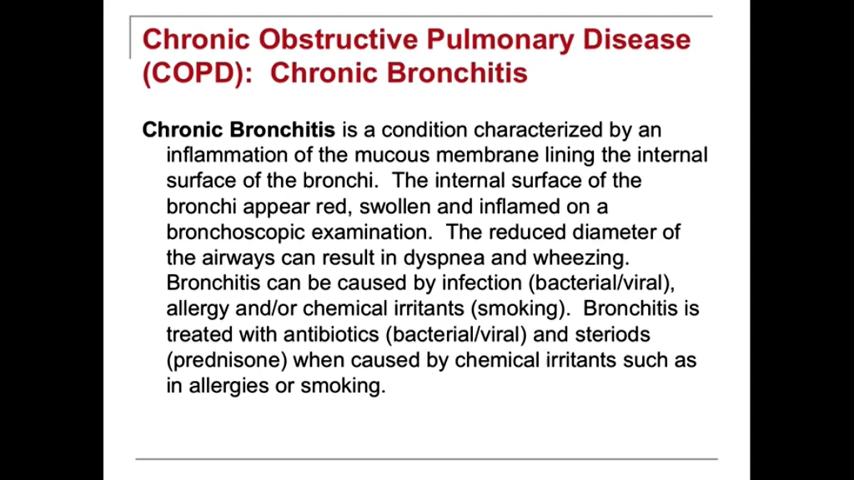 Chronic Obstructive Pulmonary Disease
(COPD):  Chronic Bronchitis
Chronic Bronchitis is a condition characterized by an
inflammation of the mucous membrane lining the internal
surface of the bronchi.  The internal surface of the
bronchi appear red, swollen and inflamed on a
bronchoscopic examination.  The reduced diameter of
the airways can result in dyspnea and wheezing.
Bronchitis can be caused by infection (bacterial/viral),
allergy and/or chemical irritants (smoking).  Bronchitis is
treated with antibiotics (bacterial/viral) and steriods
(prednisone) when caused by chemical irritants such as
in allergies or smoking.